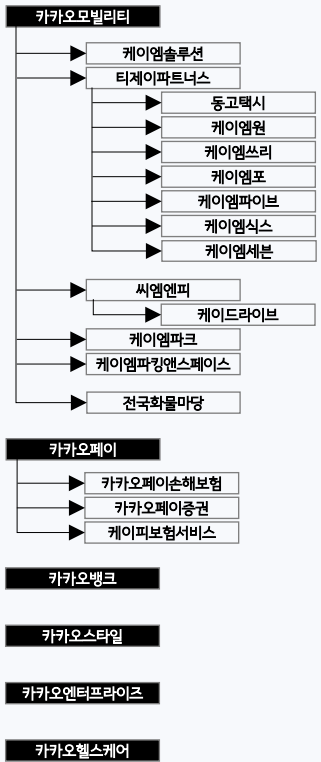 카카오모빌리티
케이엠솔루션
티제이파트너스
동고택시
케이엠원
케이엠쓰리
케이엠포
케이엠파이브
케이엠식스
케이엠세븐
씨엠엔피
케이드라이브
케이엠파크
케이엠파킹앤스페이스
전국화물마당
카카오페이
카카오페이손해보험
카카오페이증권
케이피보험서비스
카카오뱅크
카카오스타일
카카오엔터프라이즈
카카오헬스케어